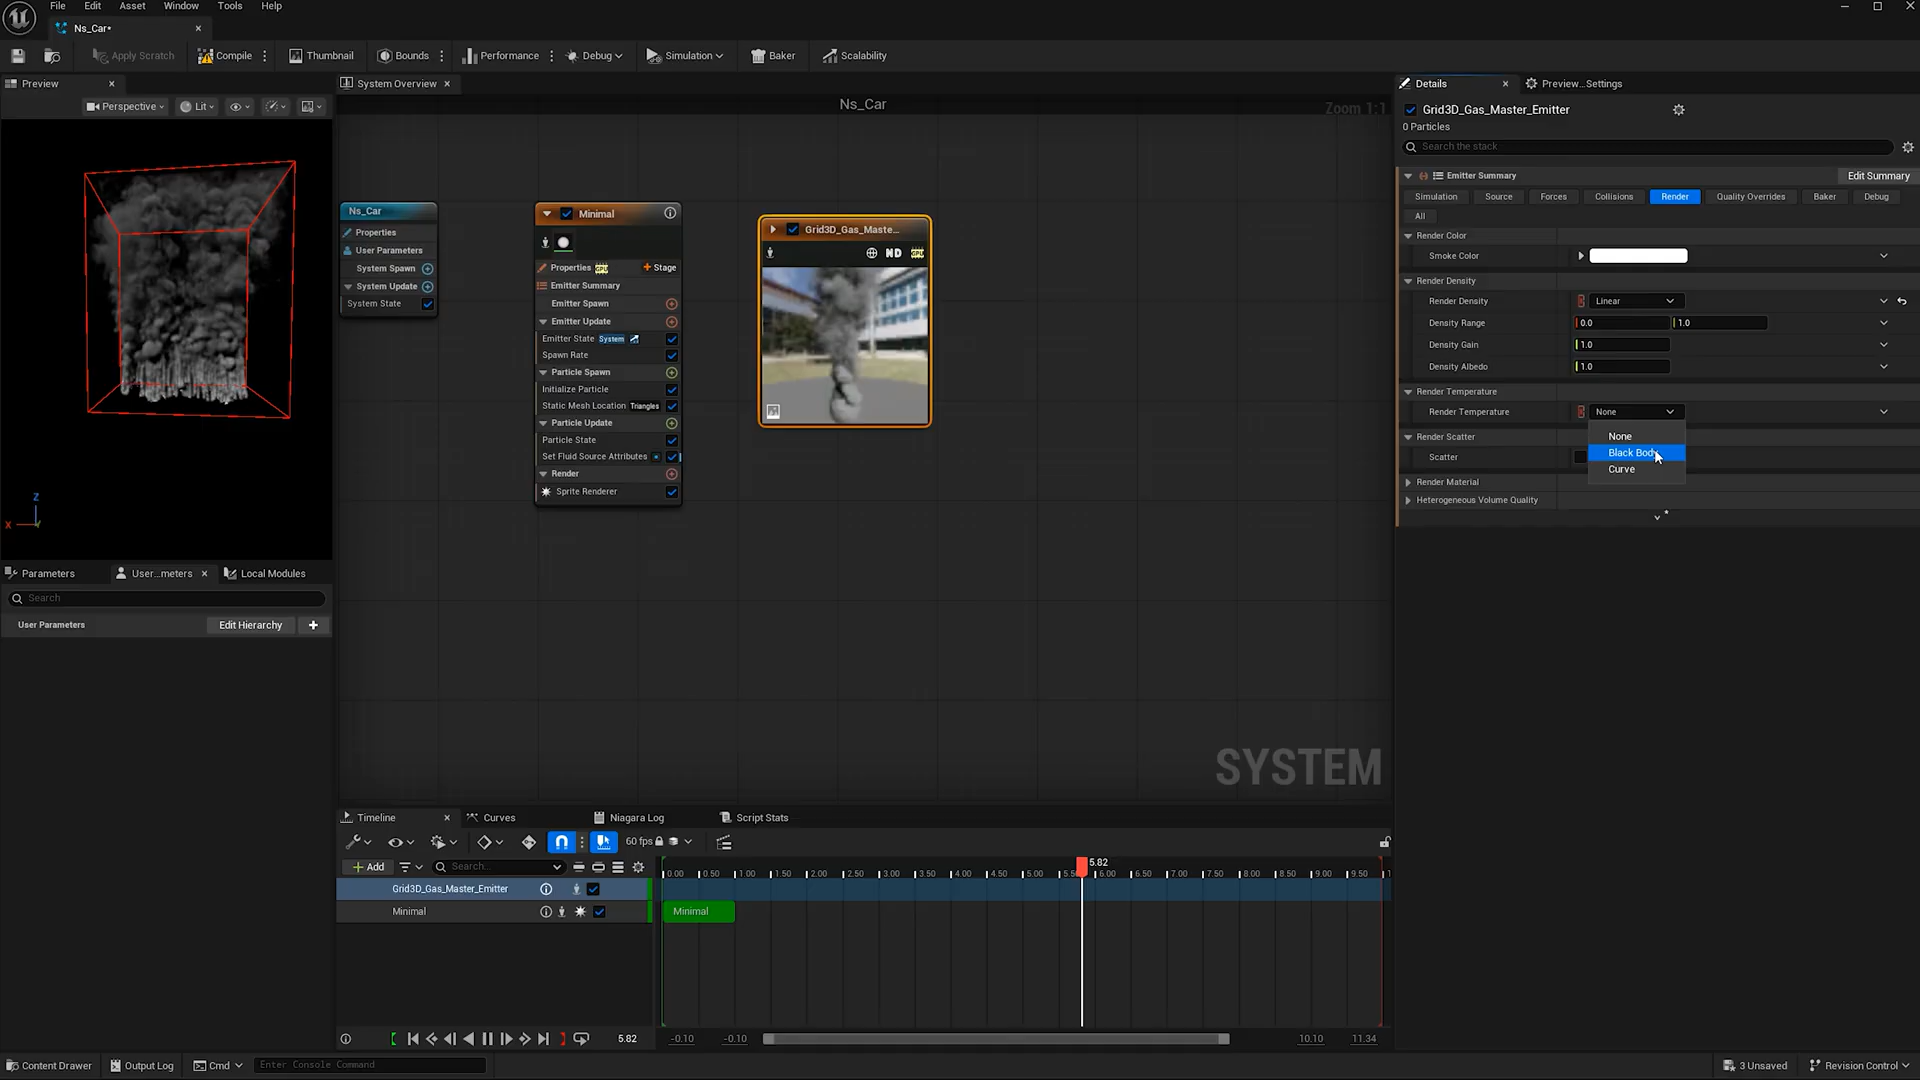 File Edit Asset Window Tools Help
Ns_Car•
Apply Scratch Compile Thumbnail Bounds Performance Debug Simulation Baker Scalability
Preview
Perspective Lit
Z
X
System Overview
Ns_Car
Zoom 1:1
Ns_Car
Properties
User Parameters
System Spawn
System Update
System State
Minimal
Properties GPU Stage
Emitter Summary
Emitter Spawn
Emitter Update
Emitter State System
Spawn Rate
Particle Spawn
Initialize Particle
Static Mesh Location Triangles
Particle Update
Particle State
Set Fluid Source Attributes
Render
Sprite Renderer
Grid3D_Gas_Maste...
ND GPU
SYSTEM
Parameters User...meters Local Modules
Search
User Parameters Edit Hierarchy
Timeline Curves Niagara Log Script Stats
60 fps
Add Search...
5.82
0.00 0.50 1.00 1.50 2.00 2.50 3.00 3.50 4.00 4.50 5.00 5.50 6.00 6.50 7.00 7.50 8.00 8.50 9.00 9.50
Grid3D_Gas_Master_Emitter
Minimal Minimal
5.82 -0.10 -0.10 10.10 11.34
Details Preview...Settings
Grid3D_Gas_Master_Emitter
0 Particles
Search the stack
Emitter Summary Edit Summary
Simulation Source Forces Collisions Render Quality Overrides Baker Debug
All
Render Color
Smoke Color
Render Density
Render Density Linear
Density Range 0.0 1.0
Density Gain 1.0
Density Albedo 1.0
Render Temperature
Render Temperature None
None
Black Body
Curve
Render Scatter
Scatter
Render Material
Heterogeneous Volume Quality
Content Drawer Output Log Cmd Enter Console Command 3 Unsaved Revision Control